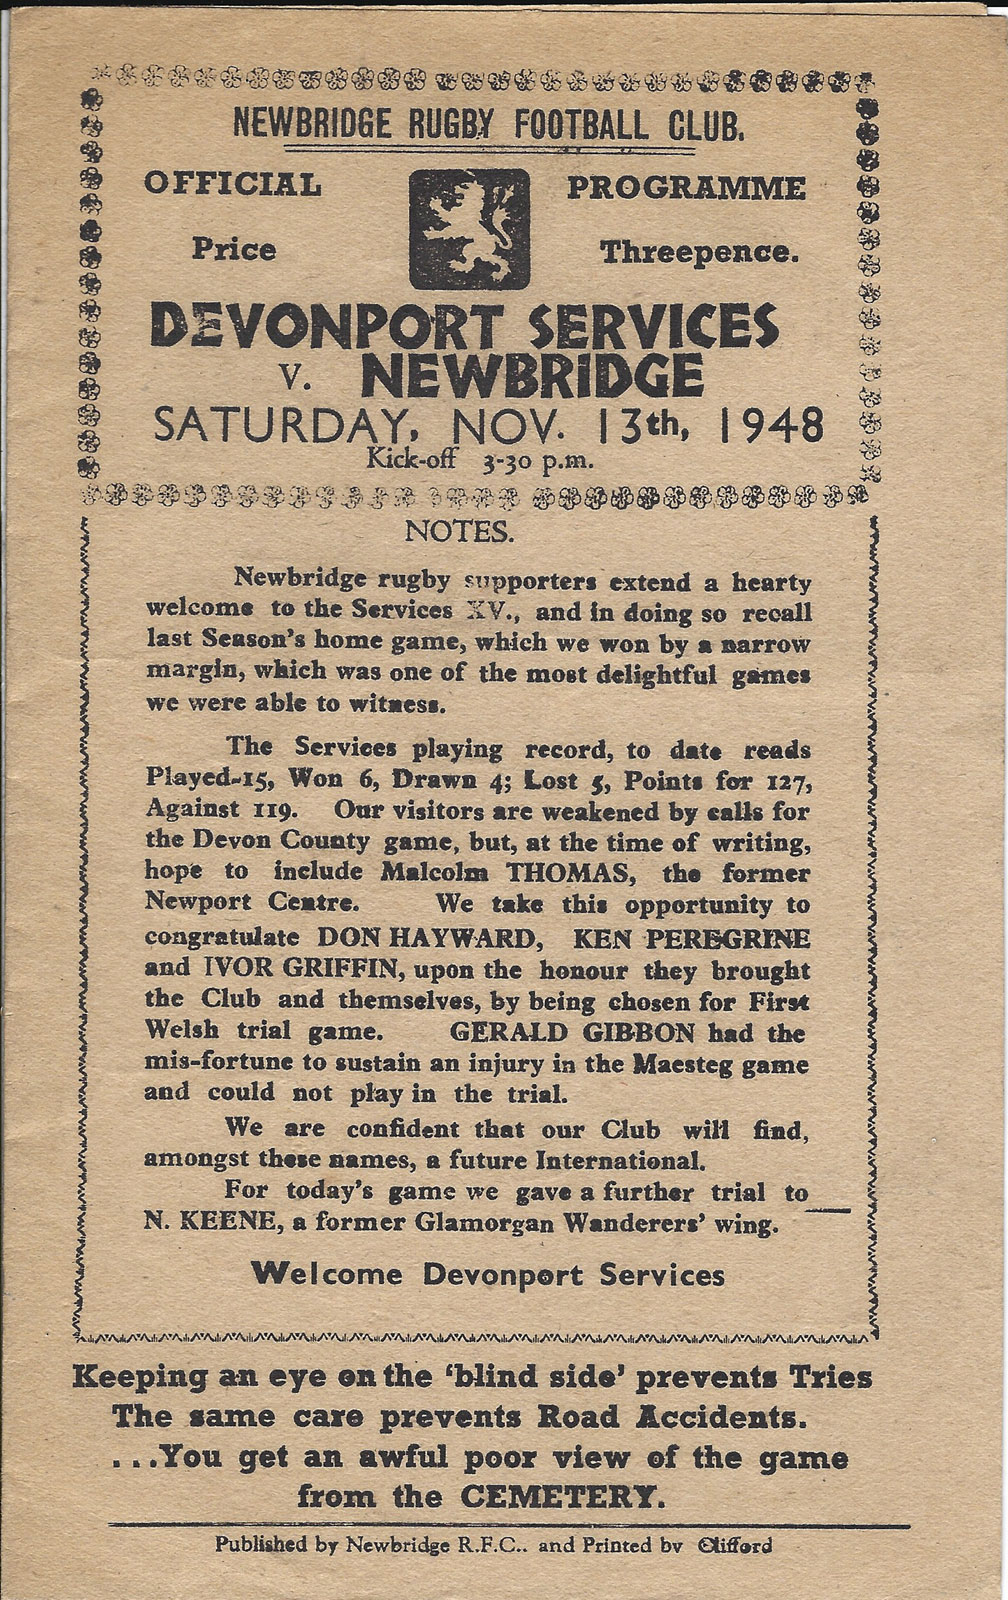 NEWBRIDGE RUGBY FOOTBALL CLUB.
OFFICIAL PROGRAMME
Price Threepence.
DEVONPORT SERVICES
V. NEWBRIDGE
SATURDAY, NOV. 13th, 1948
Kick-off 3-30 p.m.
NOTES.
Newbridge rugby supporters extend a hearty
welcome to the Services XV., and in doing so recall
last Season's home game, which we won by a narrow
margin, which was one of the most delightful games
we were able to witness.
The Services playing record, to date reads
Played-15, Won 6, Drawn 4; Lost 5, Points for 127,
Against 119. Our visitors are weakened by calls for
the Devon County game, but, at the time of writing,
hope to include Malcolm THOMAS, the former
Newport Centre. We take this opportunity to
congratulate DON HAYWARD, KEN PEREGRINE
and IVOR GRIFFIN, upon the honour they brought
the Club and themselves, by being chosen for First
Welsh trial game. GERALD GIBBON had the
mis-fortune to sustain an injury in the Maesteg game
and could not play in the trial.
We are confident that our Club will find,
amongst these names, a future International.
For today's game we gave a further trial to
N. KEENE, a former Glamorgan Wanderers' wing.
Welcome Devonport Services
Keeping an eye on the 'blind side' prevents Tries
The same care prevents Road Accidents.
...You get an awful poor view of the game
from the CEMETERY.
Published by Newbridge R.F.C.. and Printed by Clifford